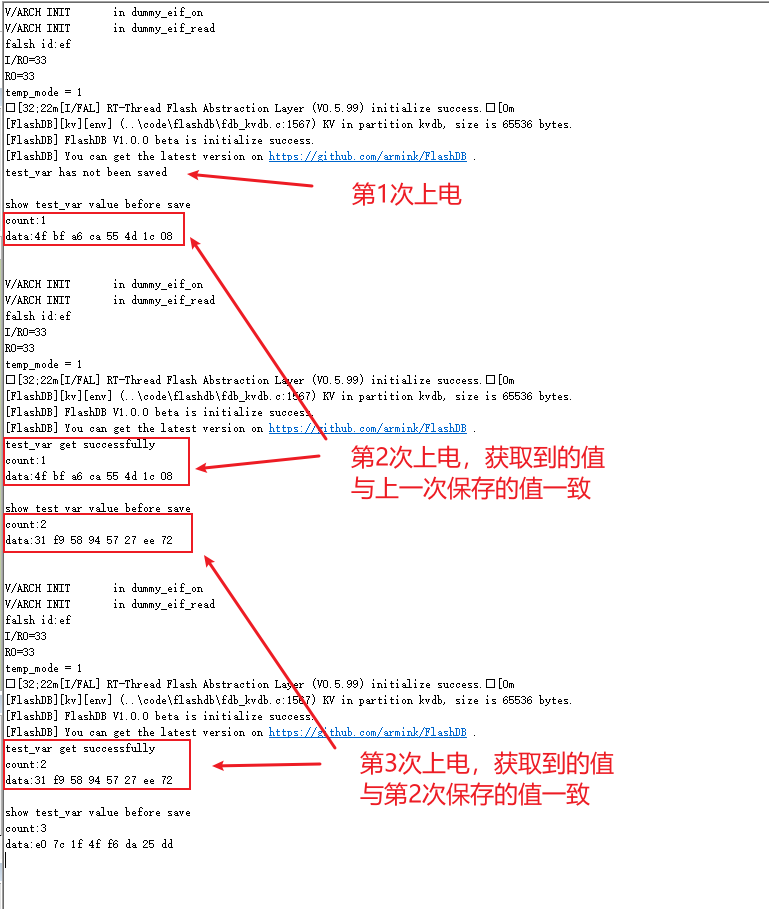 V/ARCH INIT in dummy_eif_on
V/ARCH INIT in dummy_eif_read
falsh id:ef
I/RO=33
RO=33
temp_mode = 1
□[32;22m[I/FAL] RT-Thread Flash Abstraction Layer (V0.5.99) initialize success.□[0m
[FlashDB][kv][env] (..\code\flashdb\fdb_kvdb.c:1567) KV in partition kvdb, size is 65536 bytes.
[FlashDB] FlashDB V1.0.0 beta is initialize success.
[FlashDB] You can get the latest version on https://github.com/armink/FlashDB .
test_var has not been saved
第1次上电
show test_var value before save
count:1
data:4f bf a6 ca 55 4d 1c 08
V/ARCH INIT in dummy_eif_on
V/ARCH INIT in dummy_eif_read
falsh id:ef
I/RO=33
RO=33
temp_mode = 1
□[32;22m[I/FAL] RT-Thread Flash Abstraction Layer (V0.5.99) initialize success.□[0m
[FlashDB][kv][env] (..\code\flashdb\fdb_kvdb.c:1567) KV in partition kvdb, size is 65536 bytes.
[FlashDB] FlashDB V1.0.0 beta is initialize success.
[FlashDB] You can get the latest version on https://github.com/armink/FlashDB .
test_var get successfully
count:1
data:4f bf a6 ca 55 4d 1c 08
第2次上电，获取到的值
与上一次保存的值一致
show test_var value before save
count:2
data:31 f9 58 94 57 27 ee 72
V/ARCH INIT in dummy_eif_on
V/ARCH INIT in dummy_eif_read
falsh id:ef
I/RO=33
RO=33
temp_mode = 1
□[32;22m[I/FAL] RT-Thread Flash Abstraction Layer (V0.5.99) initialize success.□[0m
[FlashDB][kv][env] (..\code\flashdb\fdb_kvdb.c:1567) KV in partition kvdb, size is 65536 bytes.
[FlashDB] FlashDB V1.0.0 beta is initialize success.
[FlashDB] You can get the latest version on https://github.com/armink/FlashDB .
test_var get successfully
count:2
data:31 f9 58 94 57 27 ee 72
第3次上电，获取到的值
与第2次保存的值一致
show test_var value before save
count:3
data:e0 7c 1f 4f f6 da 25 dd